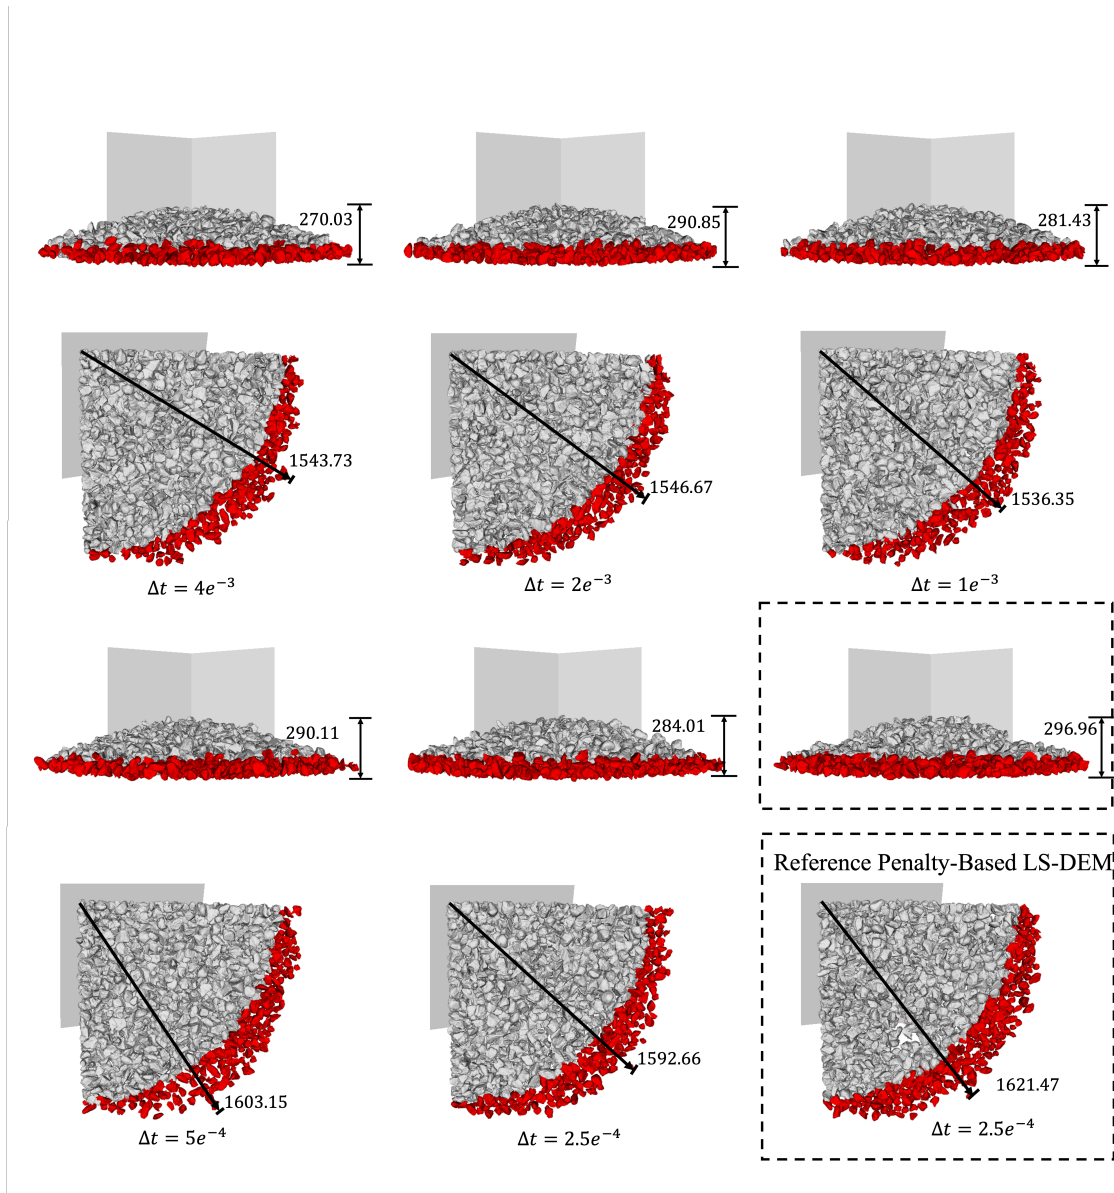 270.03
290.85
281.43
1543.73
1546.67
1536.35
Δt = 4e⁻³
Δt = 2e⁻³
Δt = 1e⁻³
290.11
284.01
296.96
Reference Penalty-Based LS-DEM
1603.15
1592.66
1621.47
Δt = 5e⁻⁴
Δt = 2.5e⁻⁴
Δt = 2.5e⁻⁴